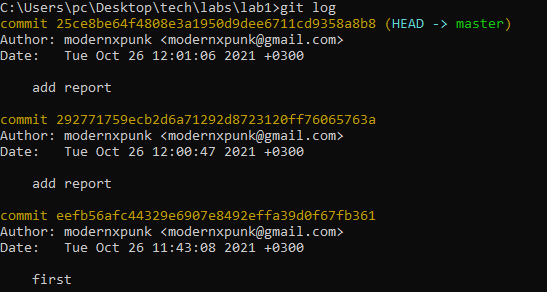 C:\Users\pc\Desktop\tech\labs\lab1>git log
commit 25ce8be64f4808e3a1950d9dee6711cd9358a8b8 (HEAD -> master)
Author: modernxpunk <modernxpunk@gmail.com>
Date:   Tue Oct 26 12:01:06 2021 +0300
    add report
commit 292771759ecb2d6a71292d8723120ff76065763a
Author: modernxpunk <modernxpunk@gmail.com>
Date:   Tue Oct 26 12:00:47 2021 +0300
    add report
commit eefb56afc44329e6907e8492effa39d0f67fb361
Author: modernxpunk <modernxpunk@gmail.com>
Date:   Tue Oct 26 11:43:08 2021 +0300
    first